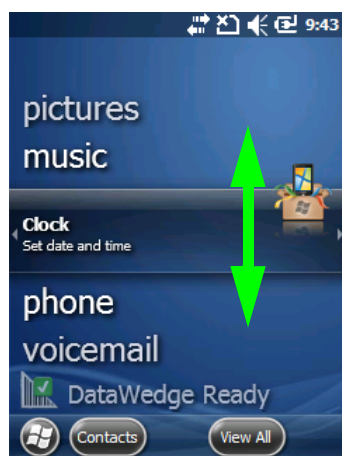 9:43
pictures
music
Clock
Set date and time
phone
voicemail
DataWedge Ready
Contacts View All